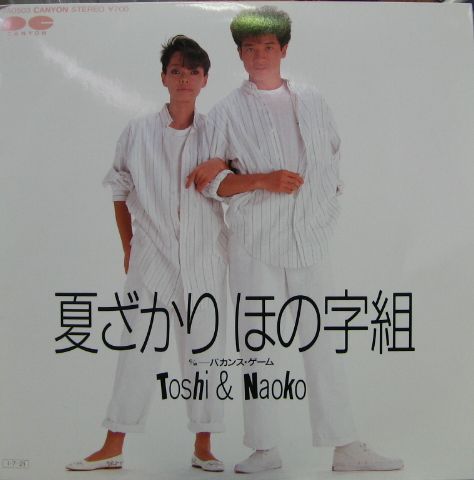 CANYON STEREO ¥700
CANYON
夏ざかり ほの字組
c/w──バカンス・ゲーム
Toshi & Naoko